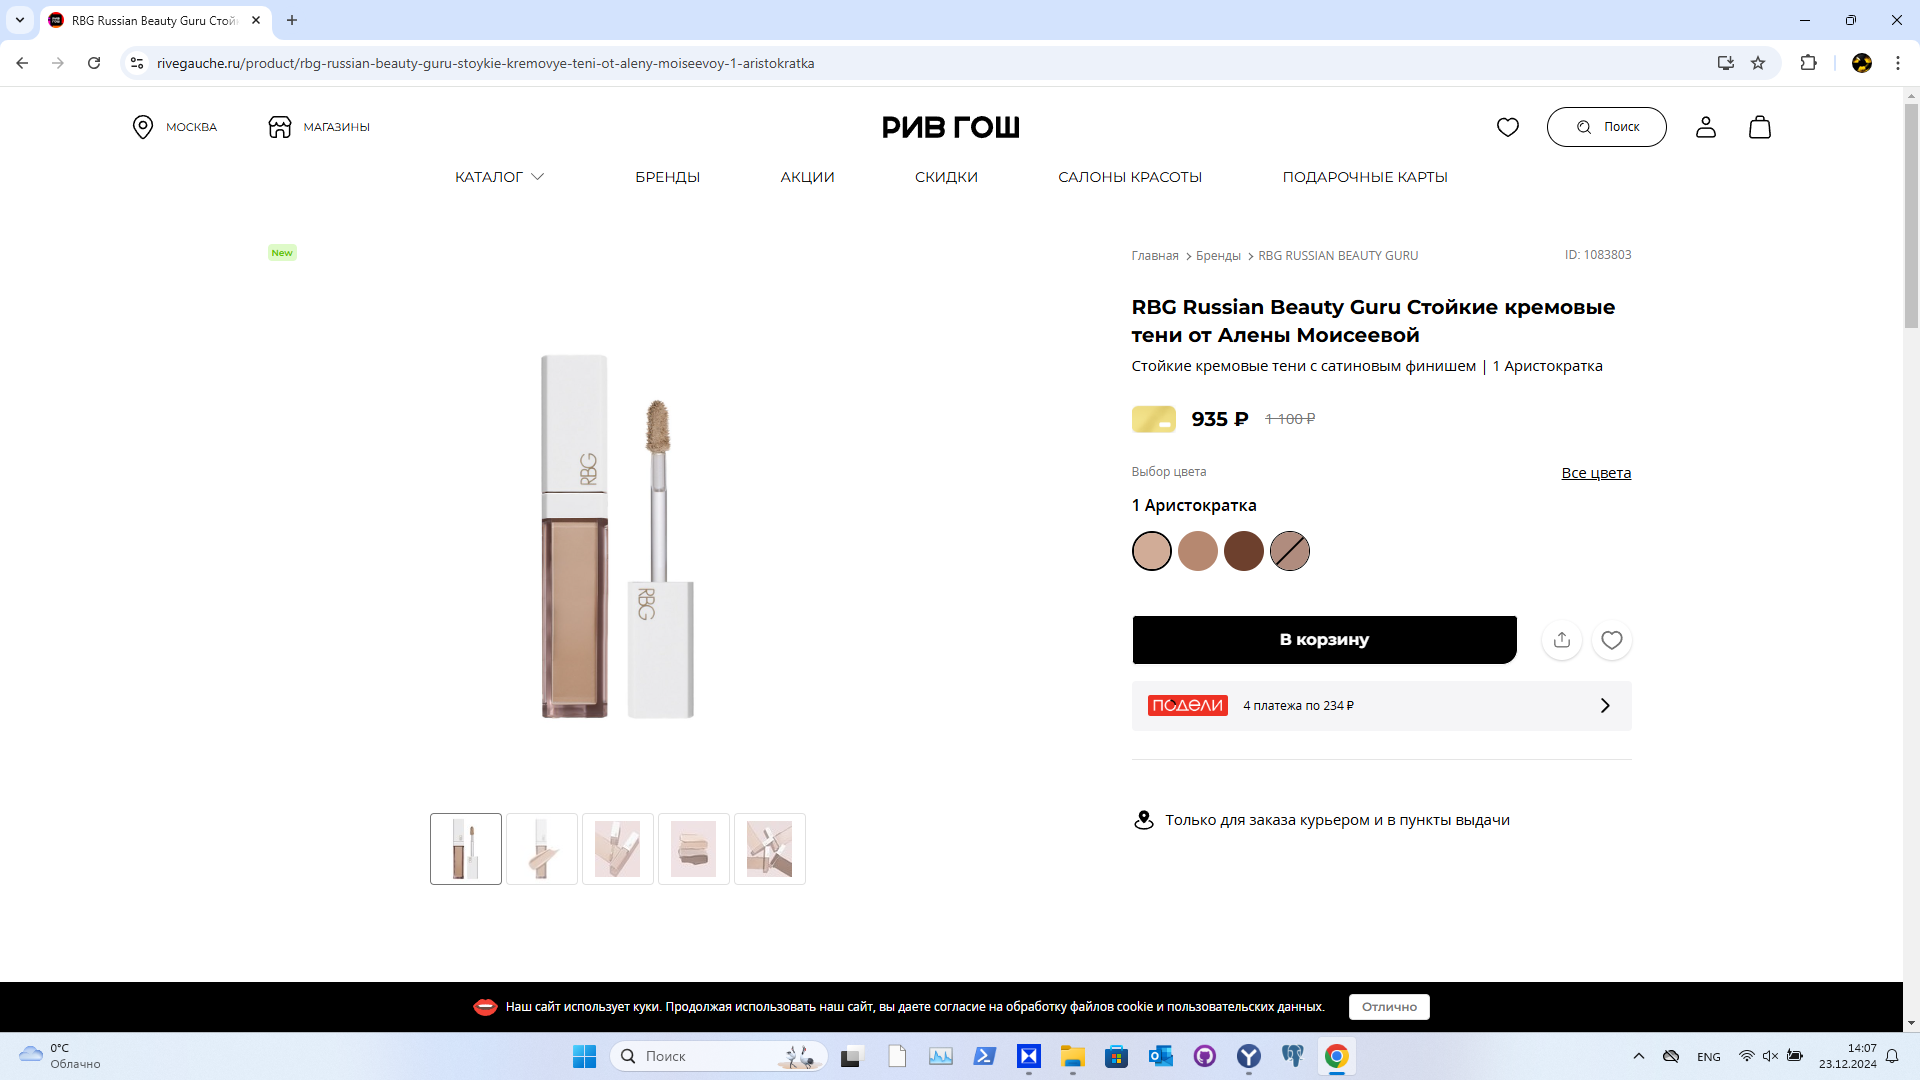 RBG Russian Beauty Guru Стой
rivegauche.ru/product/rbg-russian-beauty-guru-stoykie-kremovye-teni-ot-aleny-moiseevoy-1-aristokratka
МОСКВА
МАГАЗИНЫ
РИВ ГОШ
Поиск
КАТАЛОГ
БРЕНДЫ
АКЦИИ
СКИДКИ
САЛОНЫ КРАСОТЫ
ПОДАРОЧНЫЕ КАРТЫ
New
RBG
RBG
Главная > Бренды > RBG RUSSIAN BEAUTY GURU
ID: 1083803
RBG Russian Beauty Guru Стойкие кремовые
тени от Алены Моисеевой
Стойкие кремовые тени с сатиновым финишем | 1 Аристократка
935 ₽ 1 100 ₽
Выбор цвета
Все цвета
1 Аристократка
В корзину
ПОДЕЛИ
4 платежа по 234 ₽
Только для заказа курьером и в пункты выдачи
Наш сайт использует куки. Продолжая использовать наш сайт, вы даете согласие на обработку файлов cookie и пользовательских данных.
Отлично
0°C
Облачно
Поиск
ENG
14:07
23.12.2024